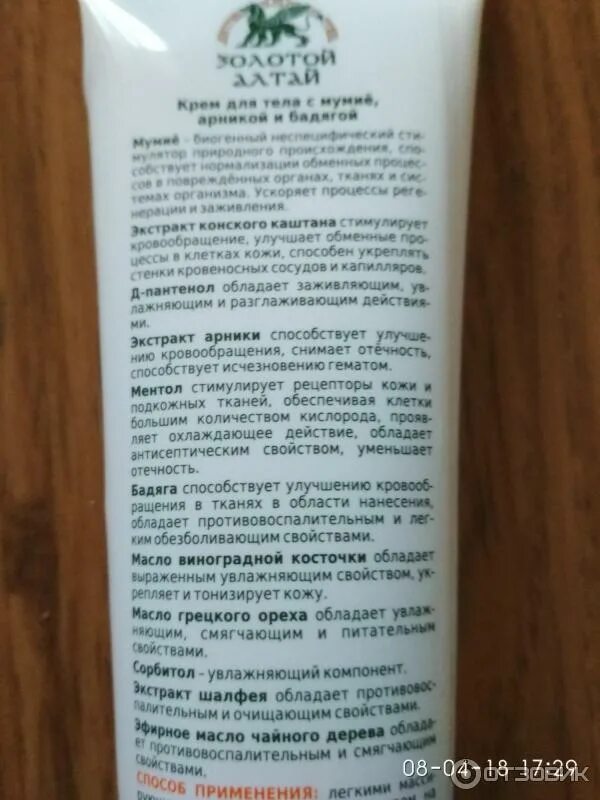 ЗОЛОТОЙ
АЛТАЙ
Крем для тела с мумиё,
арникой и бадягой
Мумиё - биогенный неспецифический сти-
мулятор природного происхождения, спо-
собствует нормализации обменных процес-
сов в повреждённых органах, тканях и сис-
темах организма. Ускоряет процессы реге-
нерации и заживления.
Экстракт конского каштана стимулирует
кровообращение, улучшает обменные про-
цессы в клетках кожи, способен укреплять
стенки кровеносных сосудов и капилляров.
Д-пантенол обладает заживляющим, ув-
лажняющим и разглаживающим действия-
ми.
Экстракт арники способствует улучше-
нию кровообращения, снимает отёчность,
способствует исчезновению гематом.
Ментол стимулирует рецепторы кожи и
подкожных тканей, обеспечивая клетки
большим количеством кислорода, прояв-
ляет охлаждающее действие, обладает
антисептическим свойством, уменьшает
отечность.
Бадяга способствует улучшению кровооб-
ращения в тканях в области нанесения,
обладает противовоспалительным и лег-
ким обезболивающим свойствами.
Масло виноградной косточки обладает
выраженным увлажняющим свойством, ук-
репляет и тонизирует кожу.
Масло грецкого ореха обладает увлаж-
няющим, смягчающим и питательным
свойствами.
Сорбитол - увлажняющий компонент.
Экстракт шалфея обладает противовос-
палительным и очищающим свойствами.
Эфирное масло чайного дерева облада-
ет противовоспалительным и смягчающим
свойствами.
СПОСОБ ПРИМЕНЕНИЯ: легкими масси-
08-04-18 17:29
ОТЗОВИК